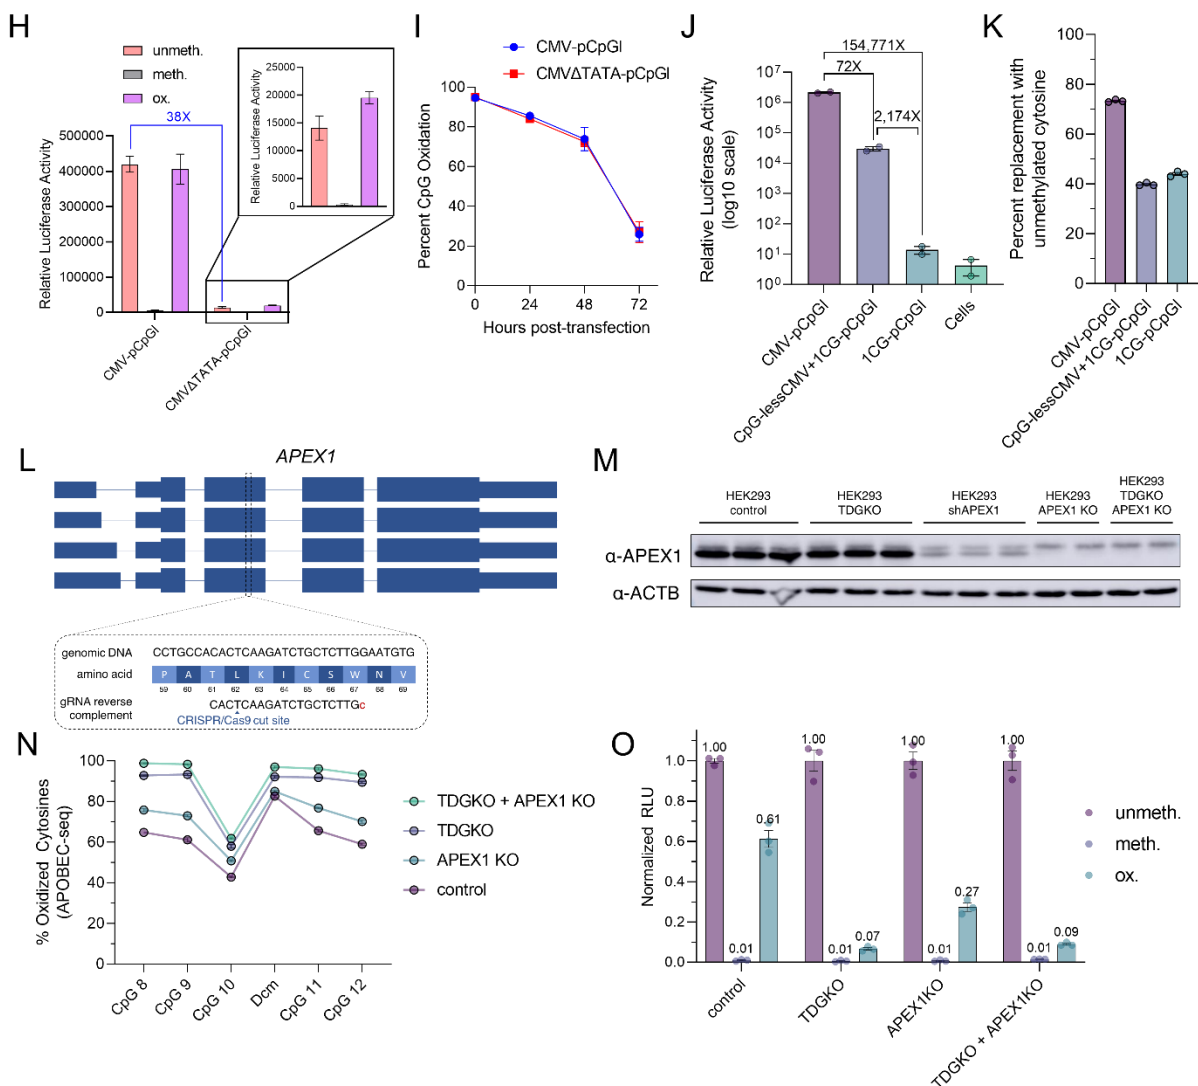 H
unmeth.
meth.
ox.
38X
Relative Luciferase Activity
500000
400000
300000
200000
100000
0
CMV-pCpGl
CMVΔTATA-pCpGl
Relative Luciferase Activity
25000
20000
15000
10000
5000
0
I
CMV-pCpGl
CMVΔTATA-pCpGl
Percent CpG Oxidation
100
80
60
40
20
0
0 24 48 72
Hours post-transfection
J
154,771X
72X
2,174X
Relative Luciferase Activity
(log10 scale)
10⁷
10⁶
10⁵
10⁴
10³
10²
10¹
10⁰
CMV-pCpGl
CpG-lessCMV+1CG-pCpGl
1CG-pCpGl
Cells
K
Percent replacement with
unmethylated cytosine
100
80
60
40
20
0
CMV-pCpGl
CpG-lessCMV+1CG-pCpGl
1CG-pCpGl
L
APEX1
genomic DNA CCTGCCACACTCAAGATCTGCTCTTGGAATGTG
amino acid P A T L K I C S W N V
59 60 61 62 63 64 65 66 67 68 69
gRNA reverse
complement
CACTCAAGATCTGCTCTTGc
CRISPR/Cas9 cut site
M
HEK293
control
HEK293
TDGKO
HEK293
shAPEX1
HEK293
APEX1 KO
HEK293
TDGKO
APEX1 KO
α-APEX1
α-ACTB
N
% Oxidized Cytosines
(APOBEC-seq)
100
80
60
40
20
0
CpG 8
CpG 9
CpG 10
Dcm
CpG 11
CpG 12
TDGKO + APEX1 KO
TDGKO
APEX1 KO
control
O
Normalized RLU
1.0
0.8
0.6
0.4
0.2
0.0
1.00
0.01
0.61
1.00
0.01
0.07
1.00
0.01
0.27
1.00
0.01
0.09
control
TDGKO
APEX1KO
TDGKO + APEX1KO
unmeth.
meth.
ox.